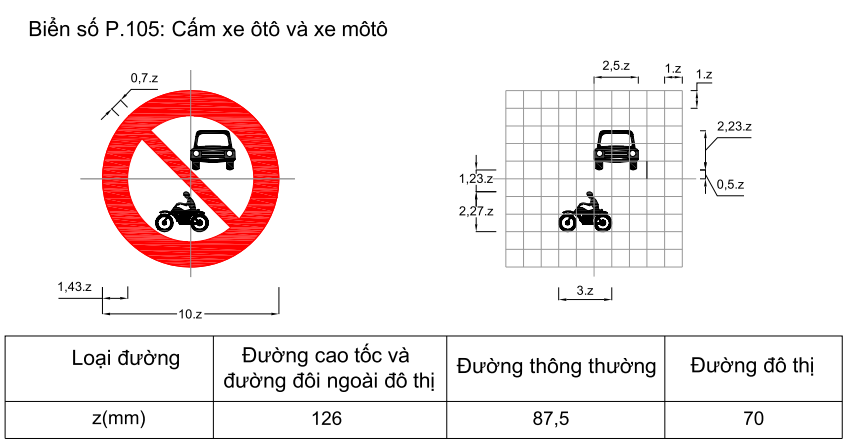 Biển số P.105: Cấm xe ôtô và xe môtô
0,7.z
2,5.z
1.z
1.z
2,23.z
1,23.z
0,5.z
2,27.z
1,43.z
10.z
3.z
Loại đường
Đường cao tốc và
đường đôi ngoài đô thị
Đường thông thường
Đường đô thị
z(mm)
126
87,5
70